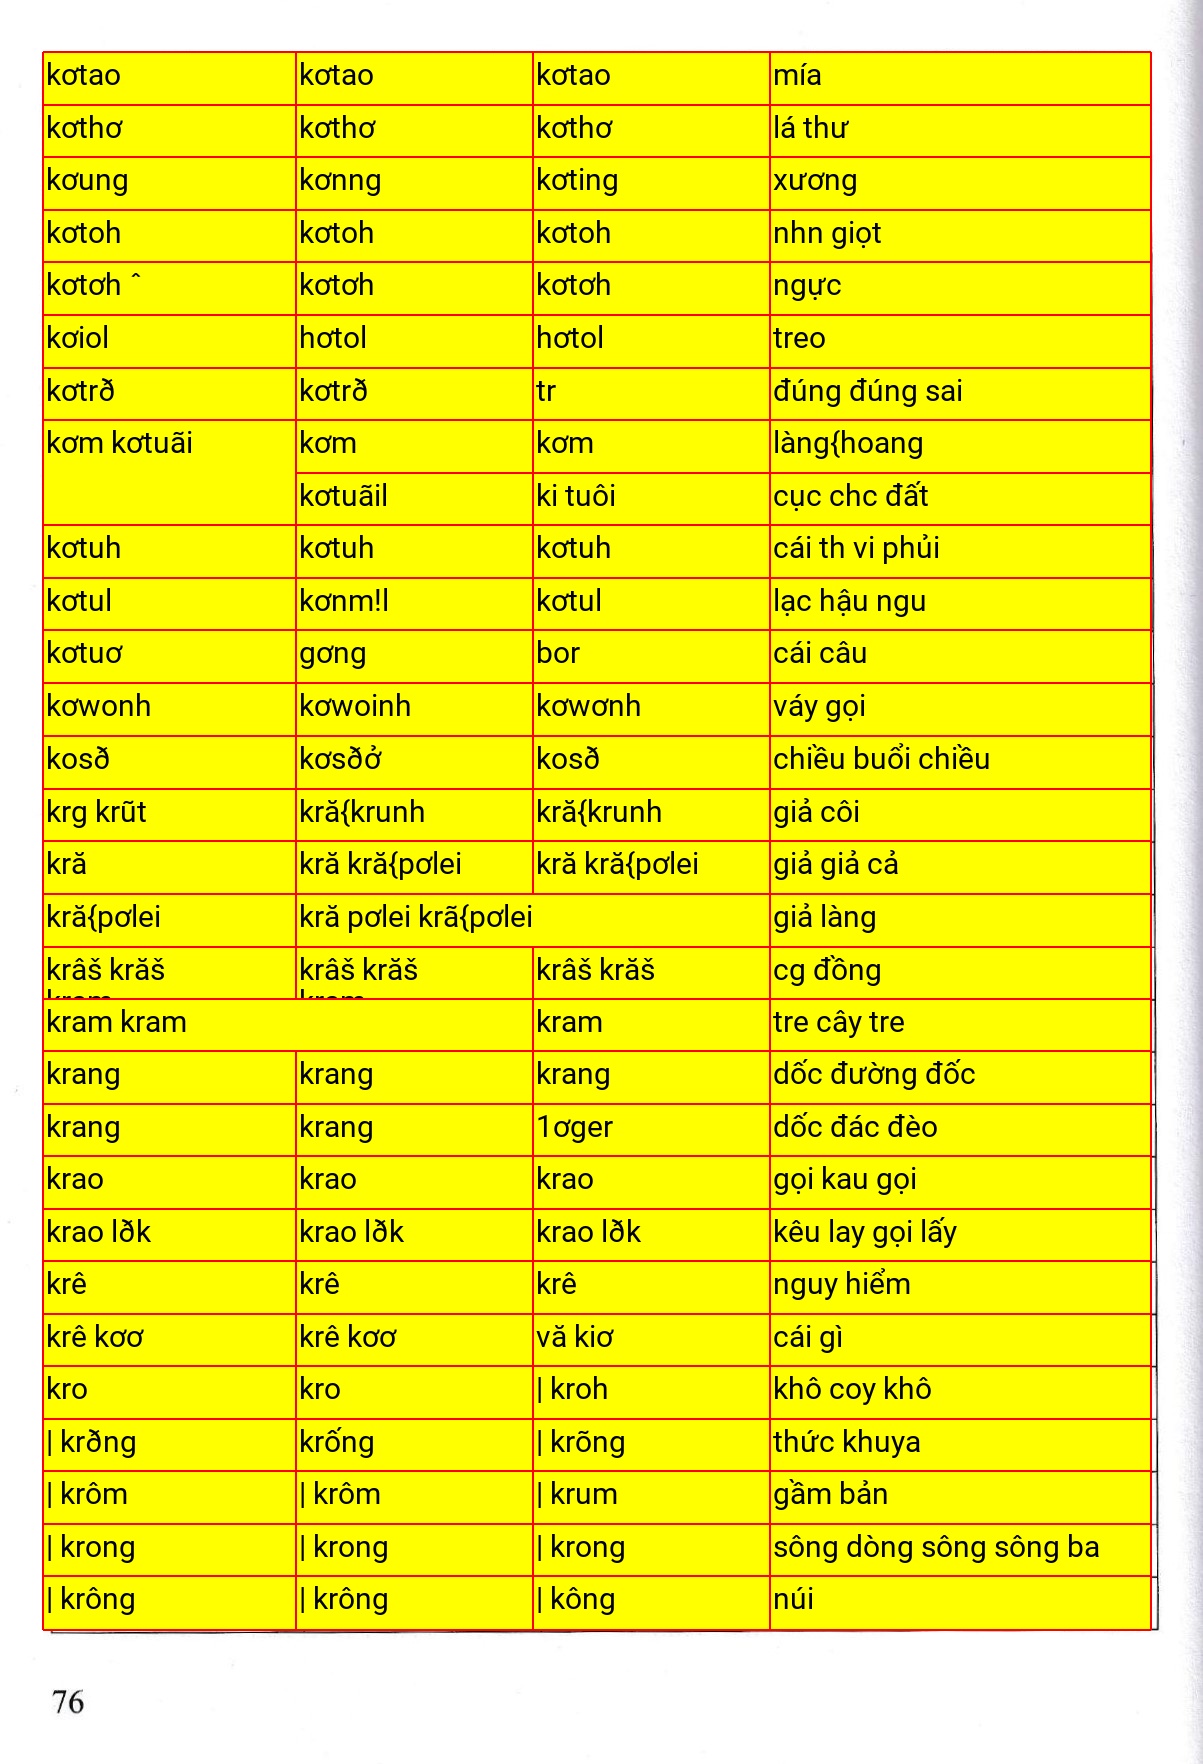 kơtao kơtao kơtao mía
kơthơ kơthơ kơthơ lá thư
kơung kơnng kơting xương
kơtoh kơtoh kơtoh nhn giọt
kơtơh ˆ kơtơh kơtơh ngực
kơiol hơtol hơtol treo
kơtrð kơtrð tr đúng đúng sai
kơm kơtuãi kơm kơm làng{hoang
kơtuãil ki tuôi cục chc đất
kơtuh kơtuh kơtuh cái th vi phủi
kơtul kơnm!l kơtul lạc hậu ngu
kơtuơ gơng bor cái câu
kơwonh kơwoinh kơwơnh váy gọi
kosð kơsðở kosð chiều buổi chiều
krg krũt kră{krunh kră{krunh giả côi
kră kră kră{pơlei kră kră{pơlei giả giả cả
kră{pơlei kră pơlei krã{pơlei giả làng
krâš krăš krâš krăš krâš krăš cg đồng
kram kram kram tre cây tre
krang krang krang dốc đường đốc
krang krang 1ơger dốc đác đèo
krao krao krao gọi kau gọi
krao lðk krao lðk krao lðk kêu lay gọi lấy
krê krê krê nguy hiểm
krê kơơ krê kơơ vă kiơ cái gì
kro kro | kroh khô coy khô
| krðng krống | krõng thức khuya
| krôm | krôm | krum gầm bản
| krong | krong | krong sông dòng sông sông ba
| krông | krông | kông núi
76